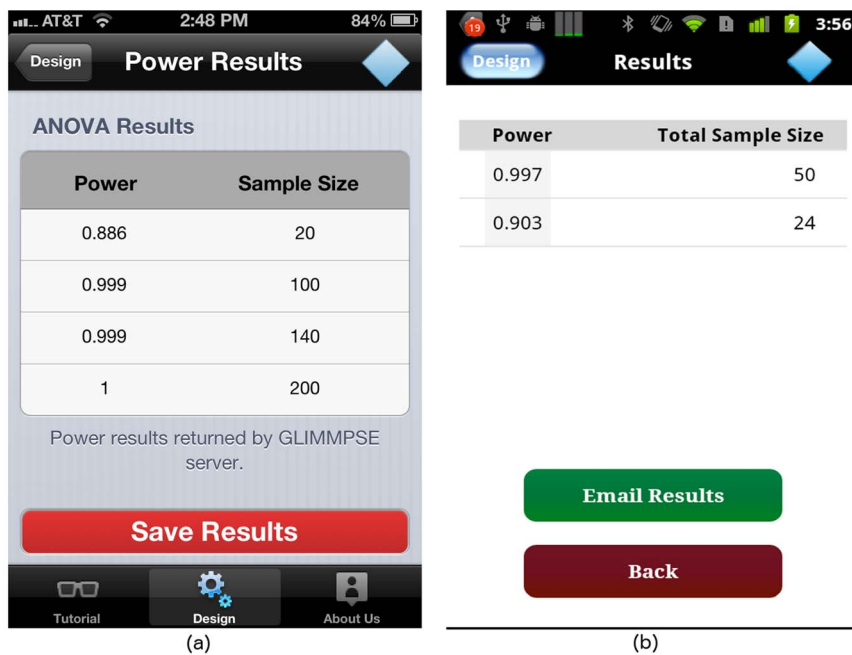 AT&T 2:48 PM 84%
Design Power Results
ANOVA Results
Power Sample Size
0.886 20
0.999 100
0.999 140
1 200
Power results returned by GLIMMPSE
server.
Save Results
Tutorial Design About Us
(a)
19 3:56
Design Results
Power Total Sample Size
0.997 50
0.903 24
Email Results
Back
(b)